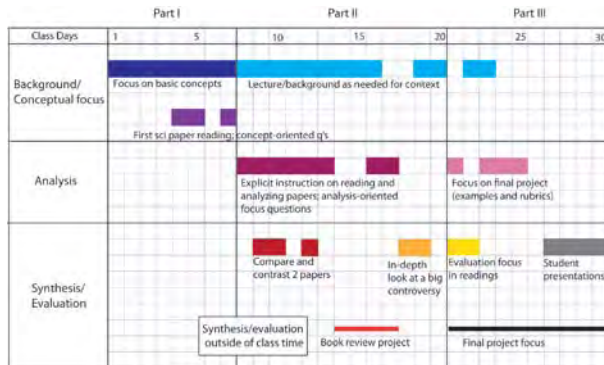 Part I Part II Part III
Class Days 1 5 10 15 20 25 30
Background/
Conceptual focus
Focus on basic concepts
Lecture/background as needed for context
First sci paper reading; concept-oriented q's
Analysis
Explicit instruction on reading and
analyzing papers; analysis-oriented
focus questions
Focus on final project
(examples and rubrics)
Synthesis/
Evaluation
Compare and
contrast 2 papers
In-depth
look at a big
controversy
Evaluation focus
in readings
Student
presentations
Synthesis/evaluation
outside of class time
Book review project
Final project focus